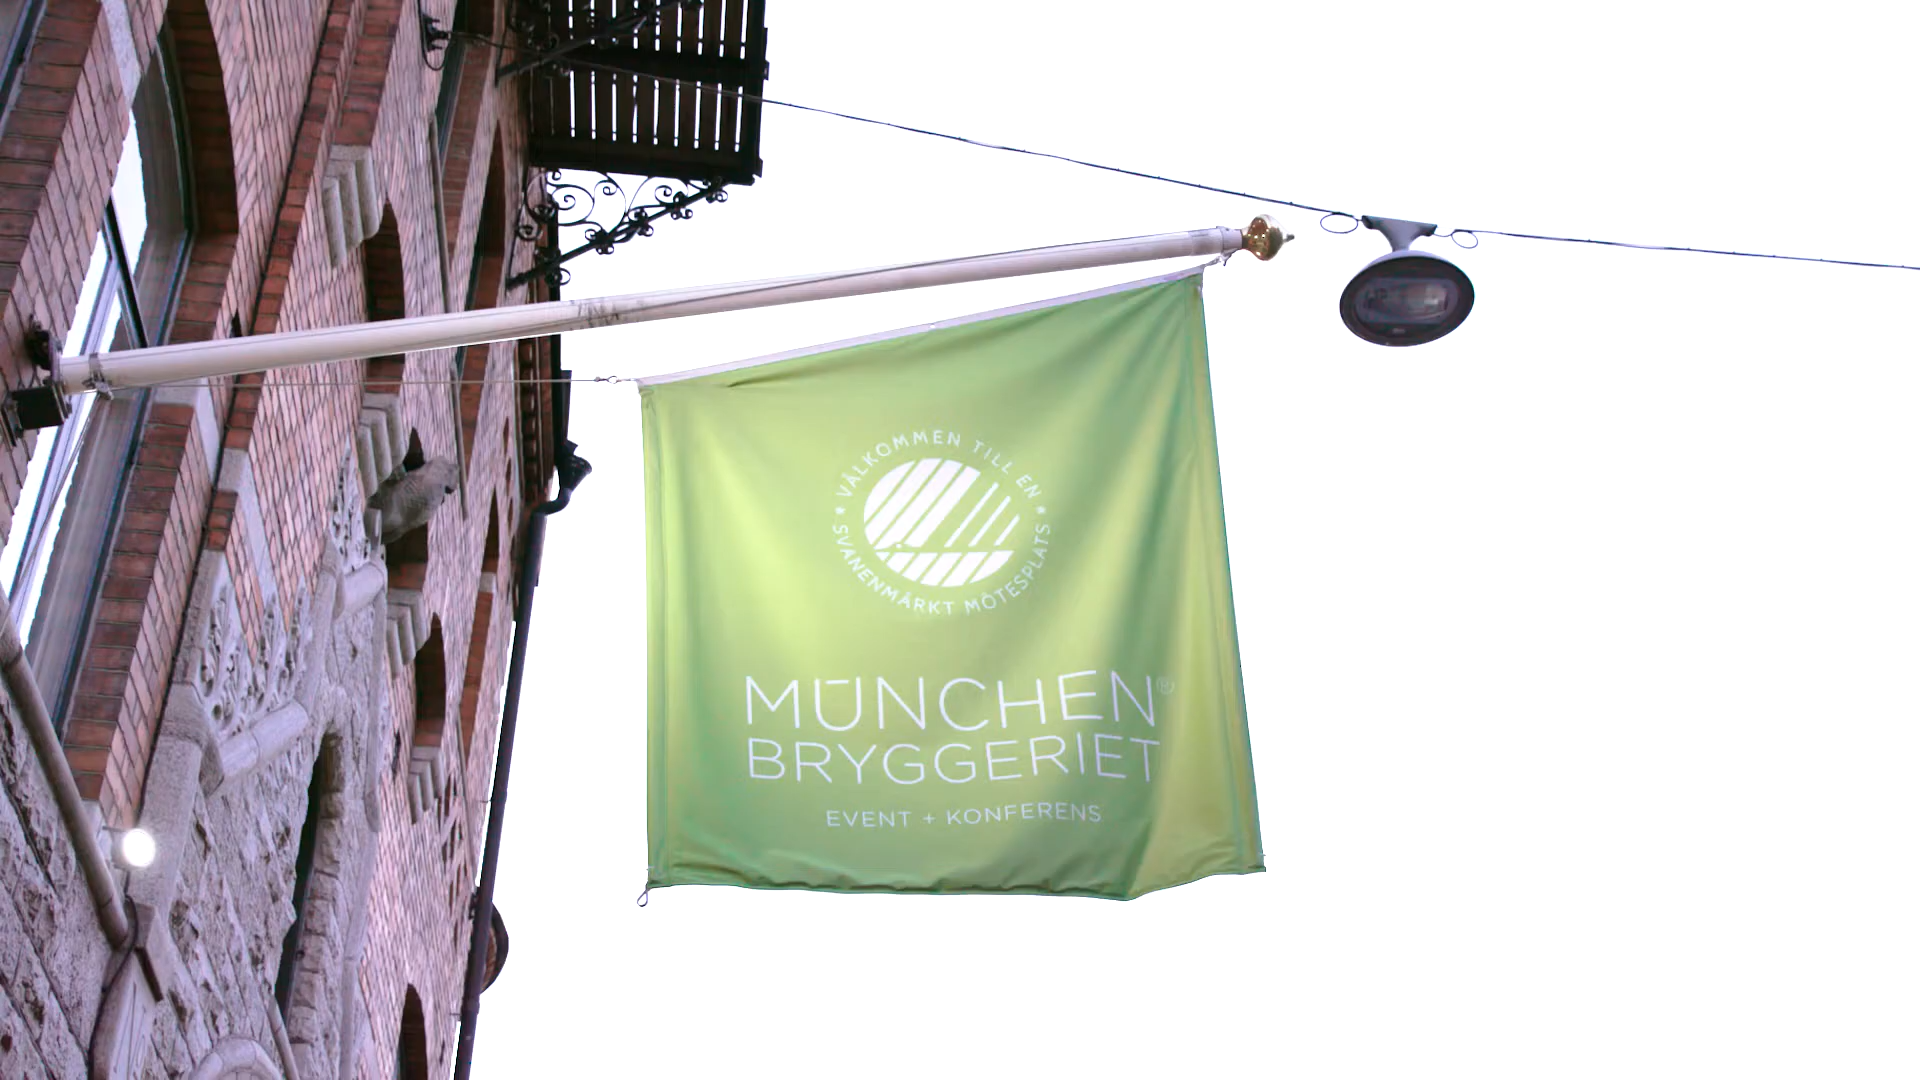 VÄLKOMMEN TILL EN
* SVANENMÄRKT MÖTESPLATS *
MÜNCHEN®
BRYGGERIET
EVENT + KONFERENS